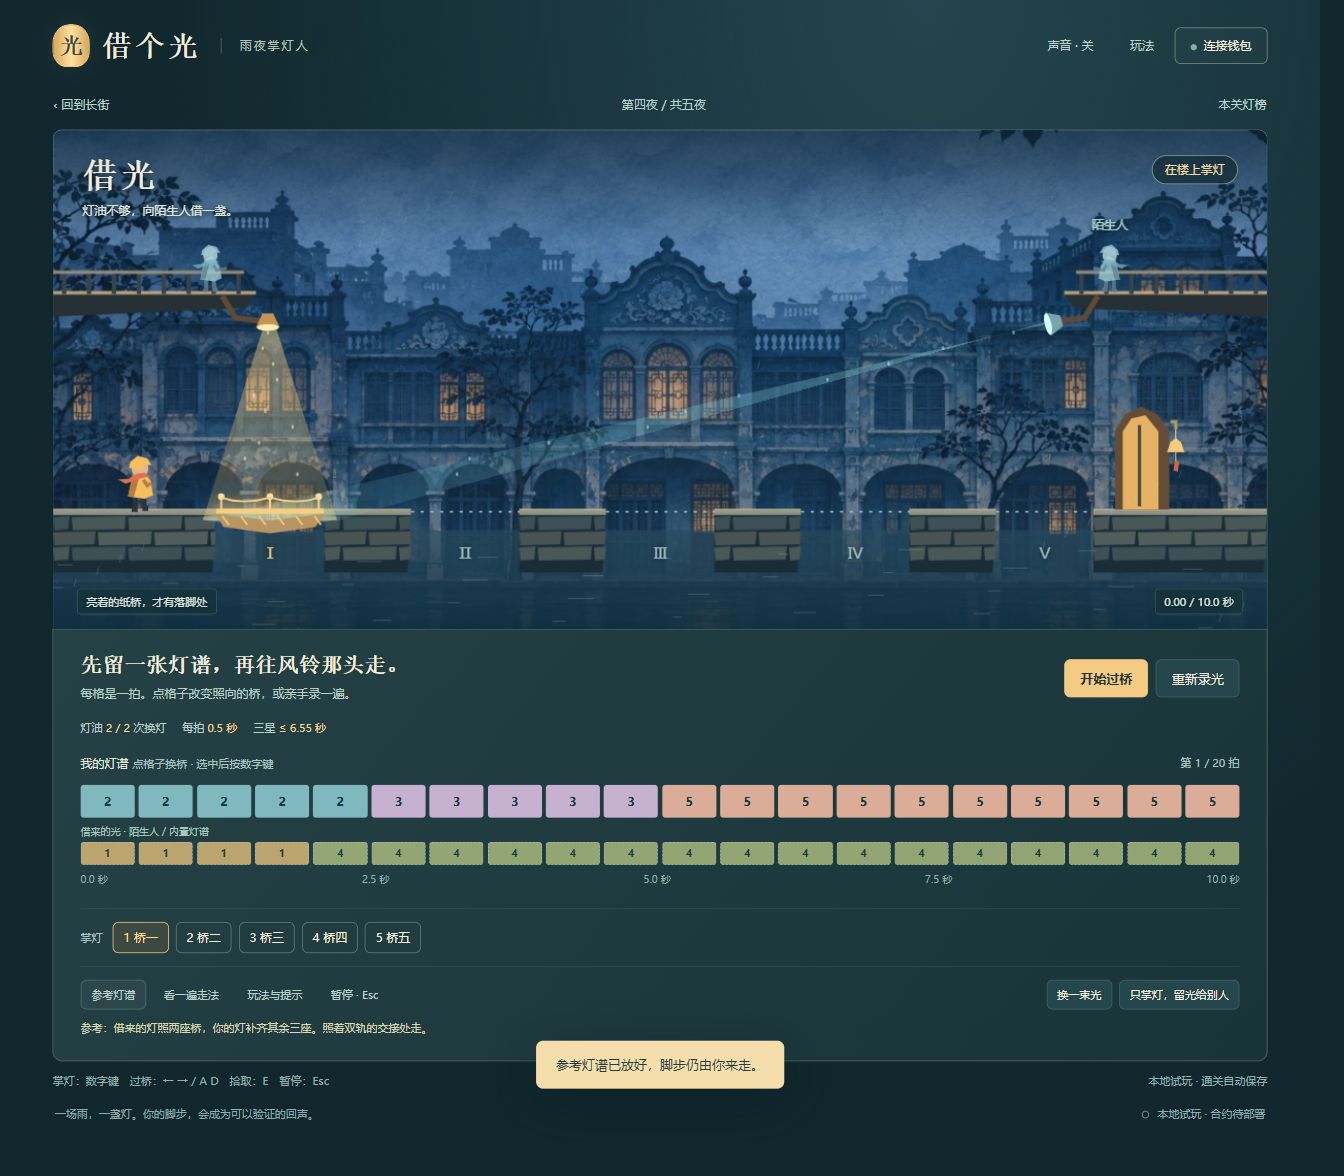 光 借个光 雨夜掌灯人 声音 · 关 玩法 连接钱包
‹ 回到长街 第四夜 / 共五夜 本关灯榜
借光 在楼上掌灯
灯油不够，向陌生人借一盏。
陌生人
I II III IV V
亮着的纸桥，才有落脚处 0.00 / 10.0 秒
先留一张灯谱，再往风铃那头走。
每格是一拍。点格子改变照向的桥，或亲手录一遍。
开始过桥 重新录光
灯油 2 / 2 次换灯 每拍 0.5 秒 三星 ≤ 6.55 秒
我的灯谱 点格子换桥 · 选中后按数字键 第 1 / 20 拍
2 2 2 2 2 3 3 3 3 3 5 5 5 5 5 5 5 5 5 5
借来的光 · 陌生人 / 内置灯谱
1 1 1 1 4 4 4 4 4 4 4 4 4 4 4 4 4 4 4 4
0.0 秒 2.5 秒 5.0 秒 7.5 秒 10.0 秒
掌灯 1 桥一 2 桥二 3 桥三 4 桥四 5 桥五
参考灯谱 看一遍走法 玩法与提示 暂停 · Esc 换一束光 只掌灯，留光给别人
参考：借来的灯照两座桥，你的灯补齐其余三座。照着双轨的交接处走。
参考灯谱已放好，脚步仍由你来走。
掌灯：数字键 过桥：← → / A D 拾取：E 暂停：Esc 本地试玩 · 通关自动保存
一场雨，一盏灯。你的脚步，会成为可以验证的回声。 本地试玩 · 合约待部署